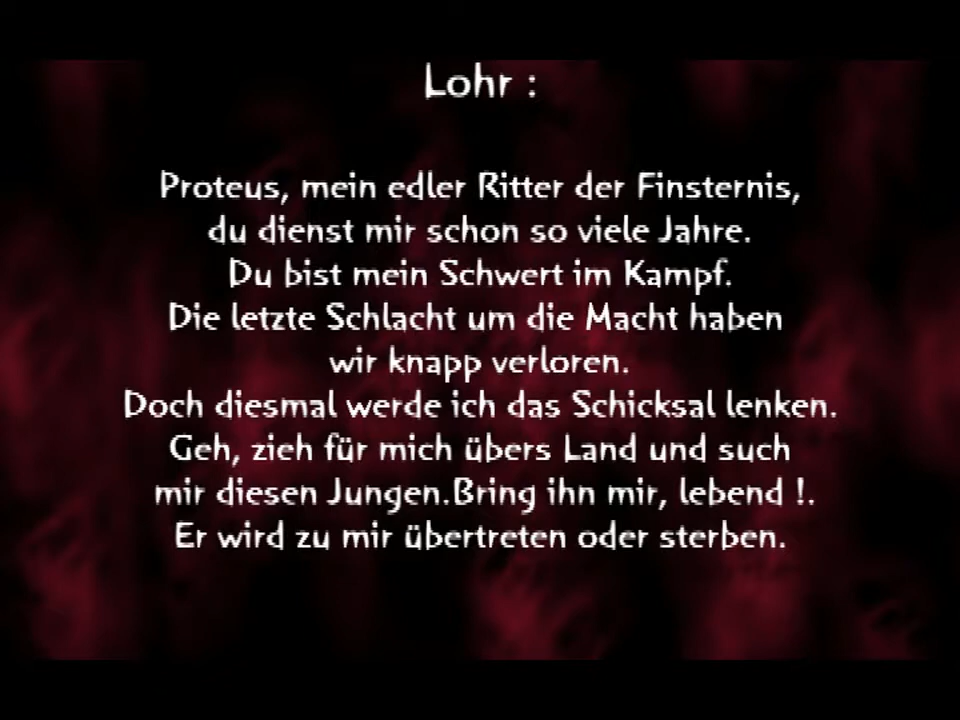 Lohr :
Proteus, mein edler Ritter der Finsternis,
du dienst mir schon so viele Jahre.
Du bist mein Schwert im Kampf.
Die letzte Schlacht um die Macht haben
wir knapp verloren.
Doch diesmal werde ich das Schicksal lenken.
Geh, zieh für mich übers Land und such
mir diesen Jungen.Bring ihn mir, lebend !.
Er wird zu mir übertreten oder sterben.